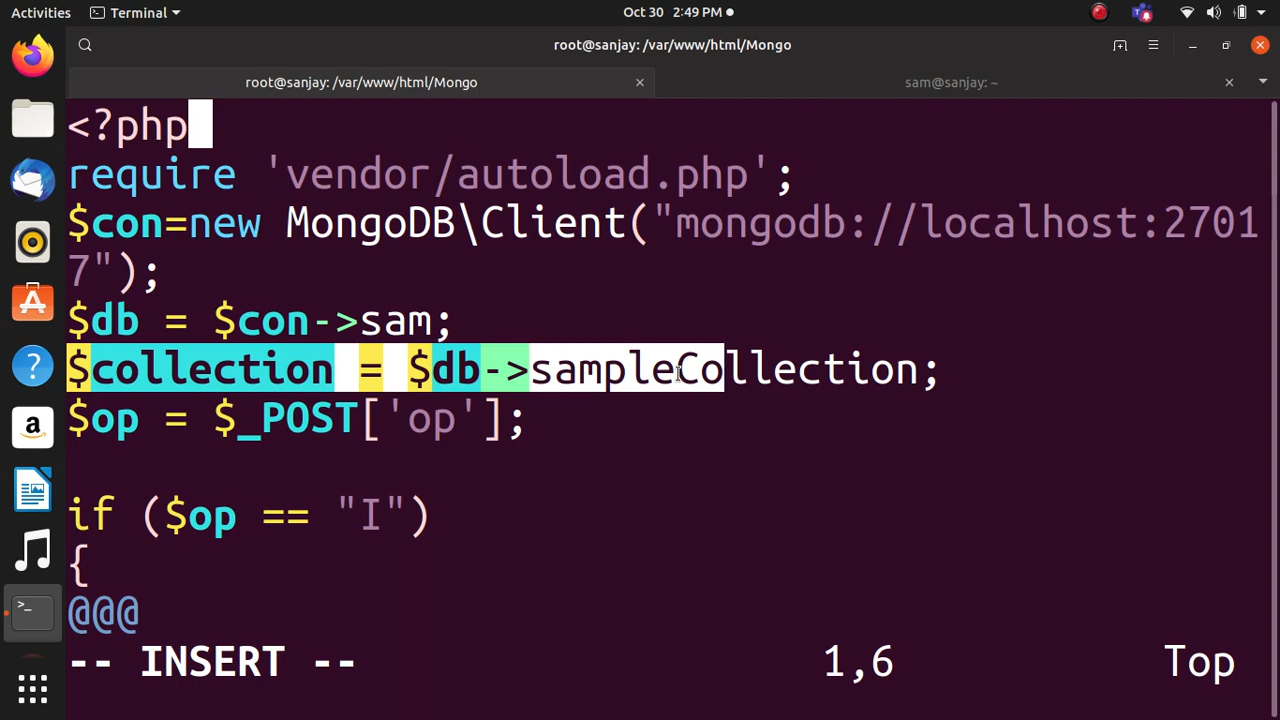 Activities Terminal Oct 30 2:49 PM
root@sanjay: /var/www/html/Mongo
root@sanjay: /var/www/html/Mongo sam@sanjay: ~
<?php
require 'vendor/autoload.php';
$con=new MongoDB\Client("mongodb://localhost:2701
7");
$db = $con->sam;
$collection = $db->sampleCollection;
$op = $_POST['op'];
if ($op == "I")
{
@@@
-- INSERT -- 1,6 Top